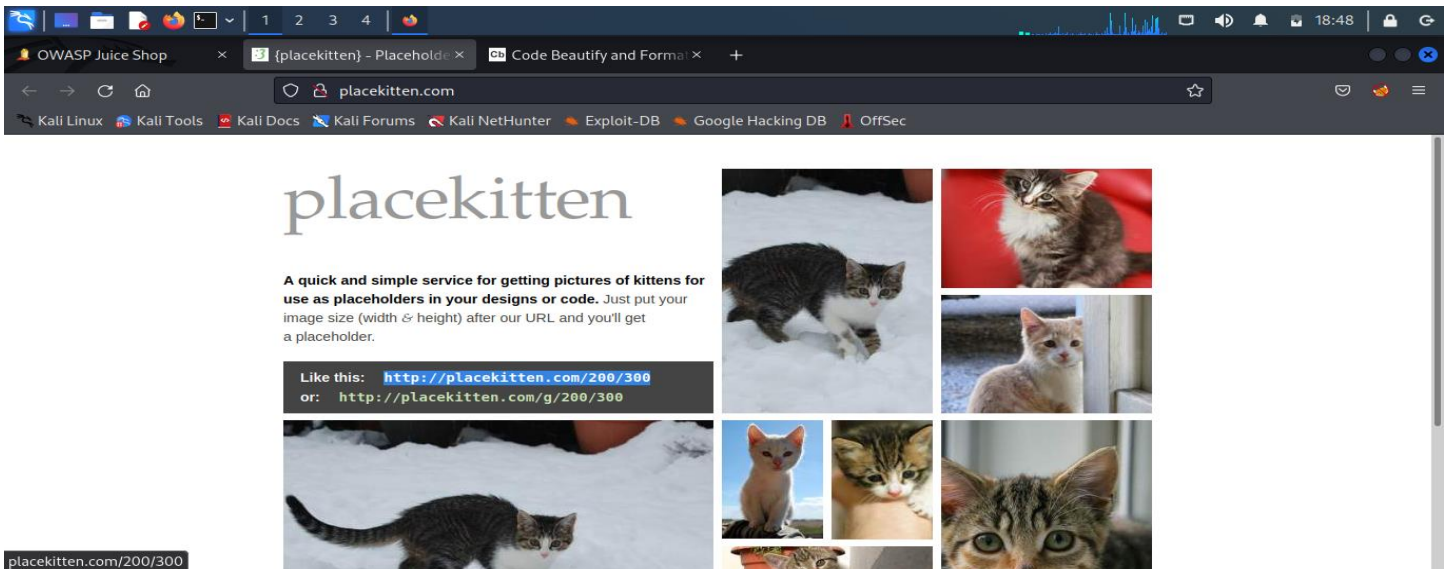 1 2 3 4 18:48
OWASP Juice Shop {placekitten} - Placeholde Cb Code Beautify and Format
placekitten.com
Kali Linux Kali Tools Kali Docs Kali Forums Kali NetHunter Exploit-DB Google Hacking DB OffSec
placekitten
A quick and simple service for getting pictures of kittens for
use as placeholders in your designs or code. Just put your
image size (width & height) after our URL and you'll get
a placeholder.
Like this: http://placekitten.com/200/300
or: http://placekitten.com/g/200/300
placekitten.com/200/300